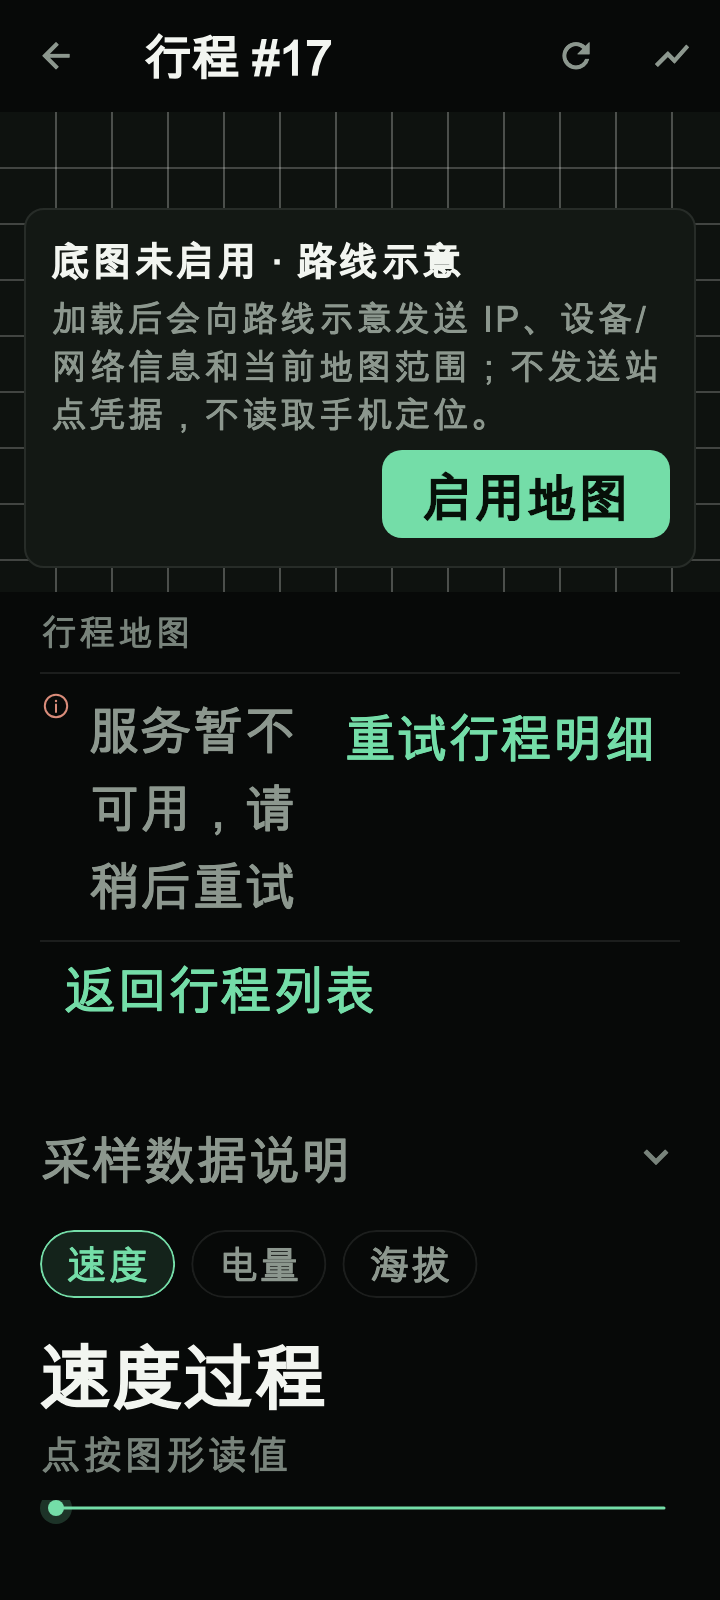 行程 #17
底图未启用 · 路线示意
加载后会向路线示意发送 IP、设备/
网络信息和当前地图范围；不发送站
点凭据，不读取手机定位。
启用地图
行程地图
服务暂不
可用，请
稍后重试
重试行程明细
返回行程列表
采样数据说明
速度
电量
海拔
速度过程
点按图形读值